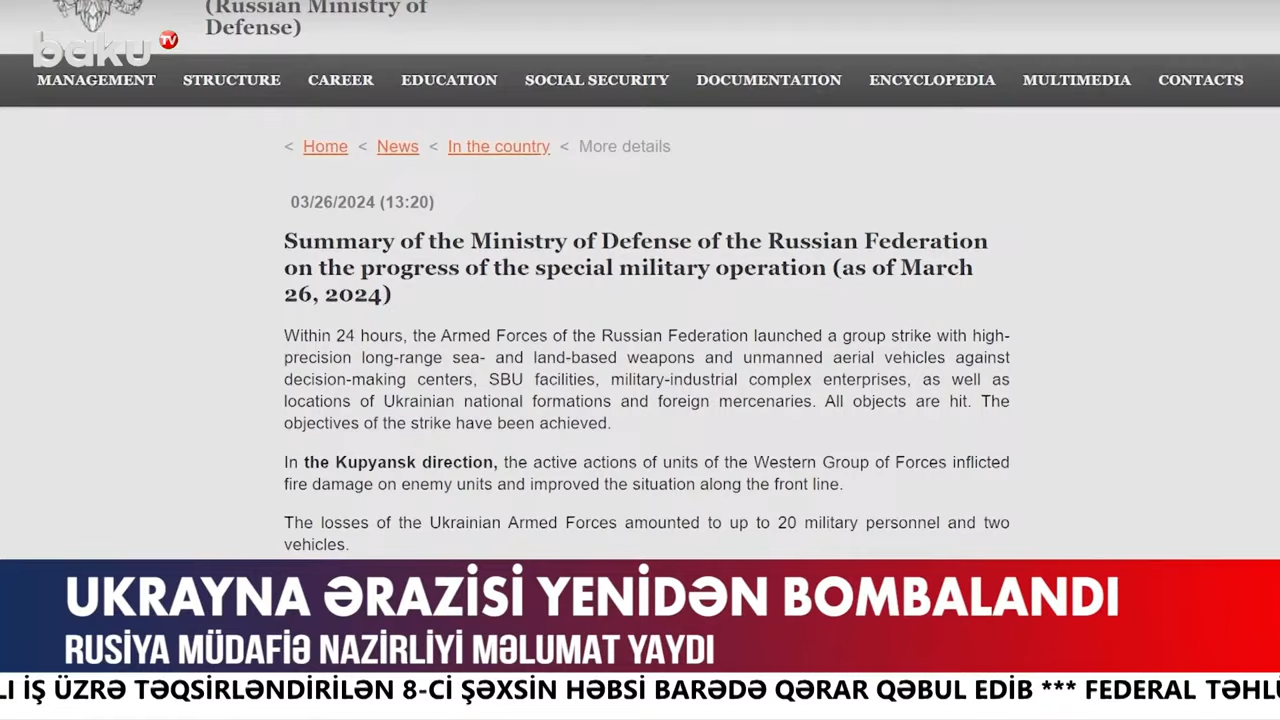 (Russian Ministry of
Defense)
baku TV
MANAGEMENT STRUCTURE CAREER EDUCATION SOCIAL SECURITY DOCUMENTATION ENCYCLOPEDIA MULTIMEDIA CONTACTS
< Home < News < In the country < More details
03/26/2024 (13:20)
Summary of the Ministry of Defense of the Russian Federation
on the progress of the special military operation (as of March
26, 2024)
Within 24 hours, the Armed Forces of the Russian Federation launched a group strike with high-
precision long-range sea- and land-based weapons and unmanned aerial vehicles against
decision-making centers, SBU facilities, military-industrial complex enterprises, as well as
locations of Ukrainian national formations and foreign mercenaries. All objects are hit. The
objectives of the strike have been achieved.
In the Kupyansk direction, the active actions of units of the Western Group of Forces inflicted
fire damage on enemy units and improved the situation along the front line.
The losses of the Ukrainian Armed Forces amounted to up to 20 military personnel and two
vehicles.
UKRAYNA ƏRAZİSİ YENİDƏN BOMBALANDI
RUSİYA MÜDAFİƏ NAZİRLİYİ MƏLUMAT YAYDI
LI İŞ ÜZRƏ TƏQSİRLƏNDİRİLƏN 8-Cİ ŞƏXSİN HƏBSİ BARƏDƏ QƏRAR QƏBUL EDİB *** FEDERAL TƏHLÜ